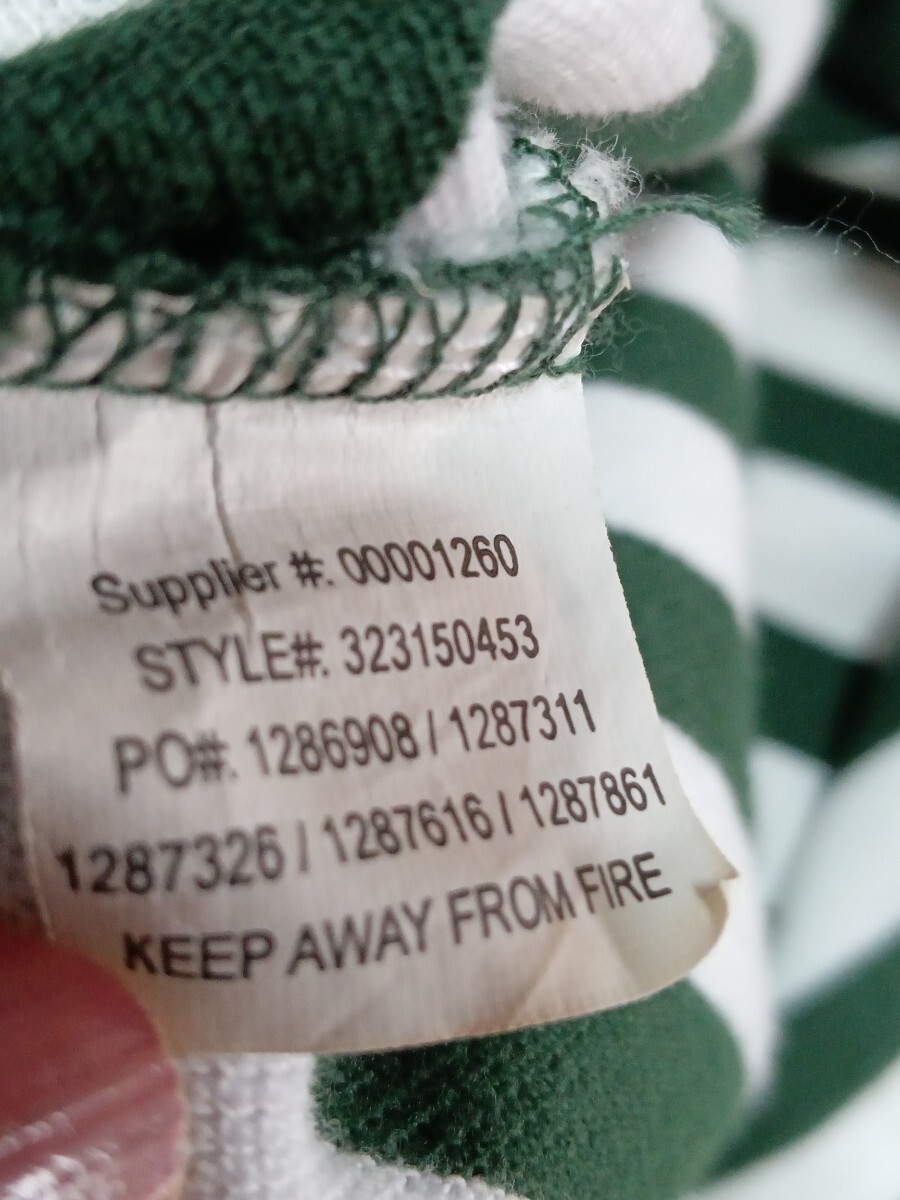 Supplier #. 00001260
STYLE#. 323150453
PO#. 1286908 / 1287311
1287326 / 1287616 / 1287861
KEEP AWAY FROM FIRE